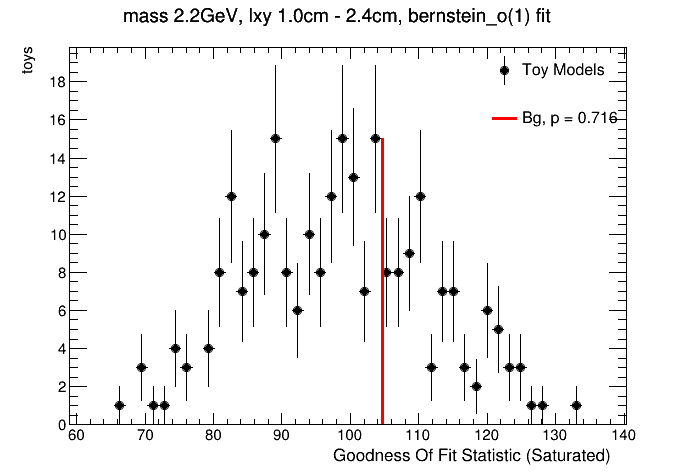 mass 2.2GeV, lxy 1.0cm - 2.4cm, bernstein_o(1) fit
toys
Toy Models
Bg, p = 0.716
18
16
14
12
10
8
6
4
2
0
60 70 80 90 100 110 120 130 140
Goodness Of Fit Statistic (Saturated)